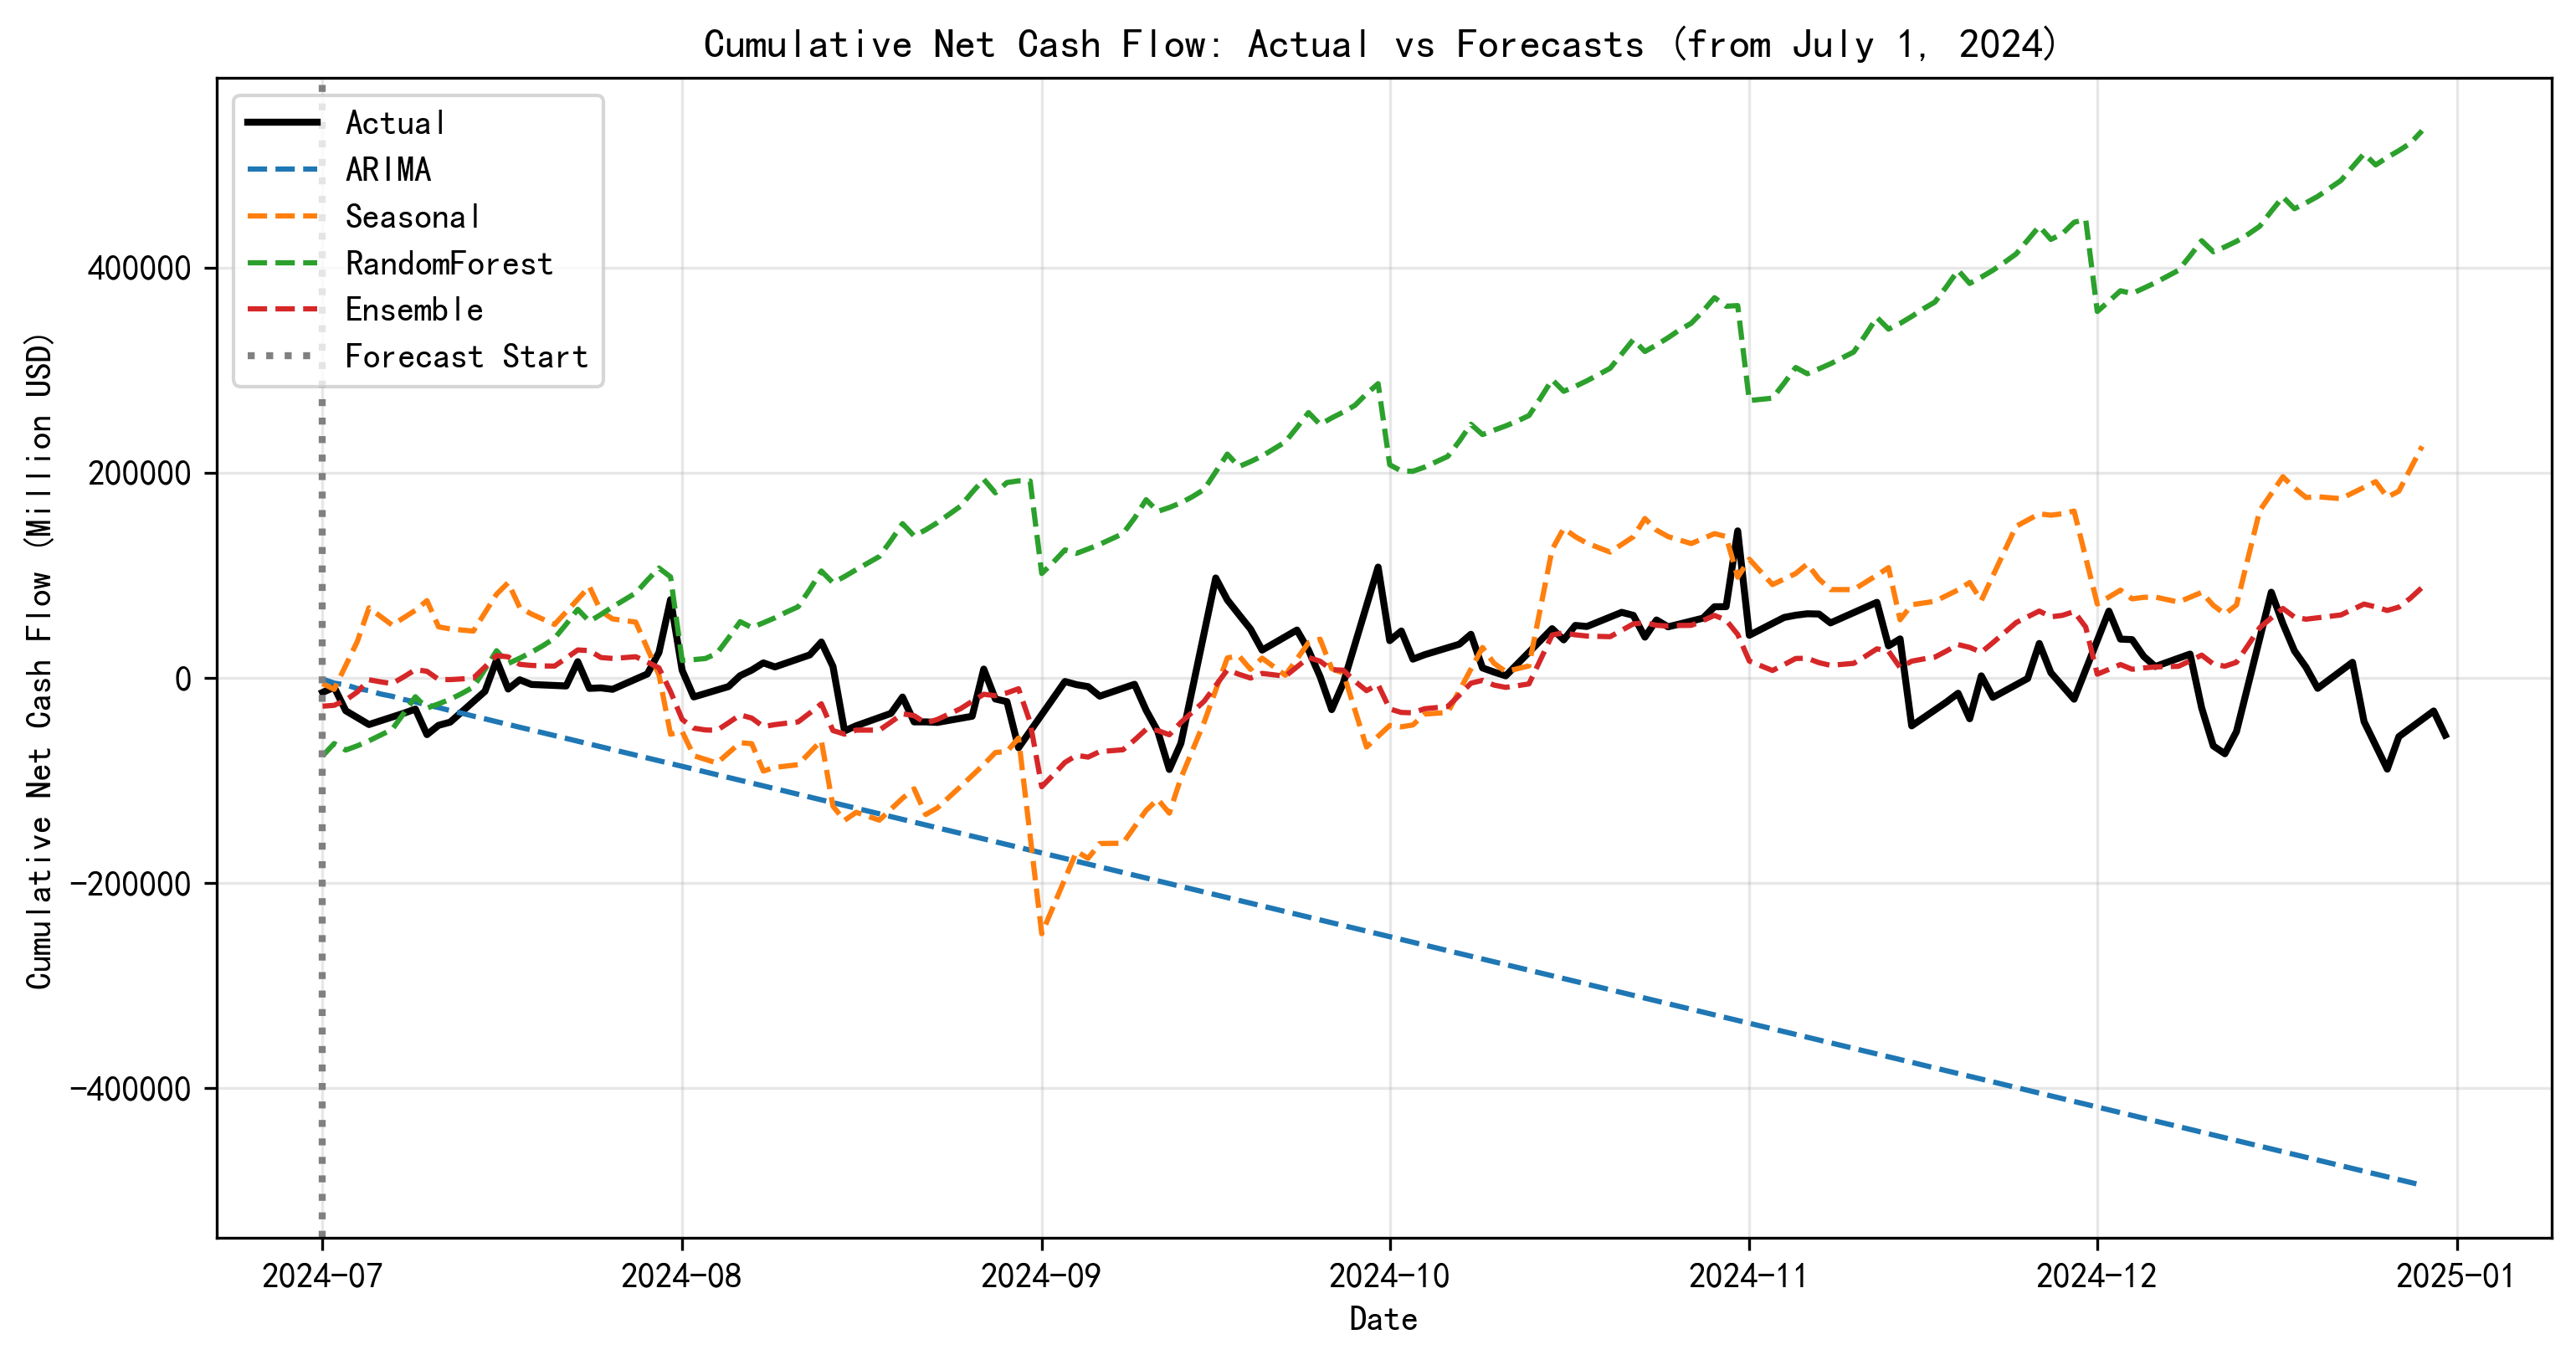 Cumulative Net Cash Flow: Actual vs Forecasts (from July 1, 2024)
Actual
ARIMA
Seasonal
RandomForest
Ensemble
Forecast Start
Cumulative Net Cash Flow (Million USD)
400000
200000
0
−200000
−400000
2024-07
2024-08
2024-09
2024-10
2024-11
2024-12
2025-01
Date